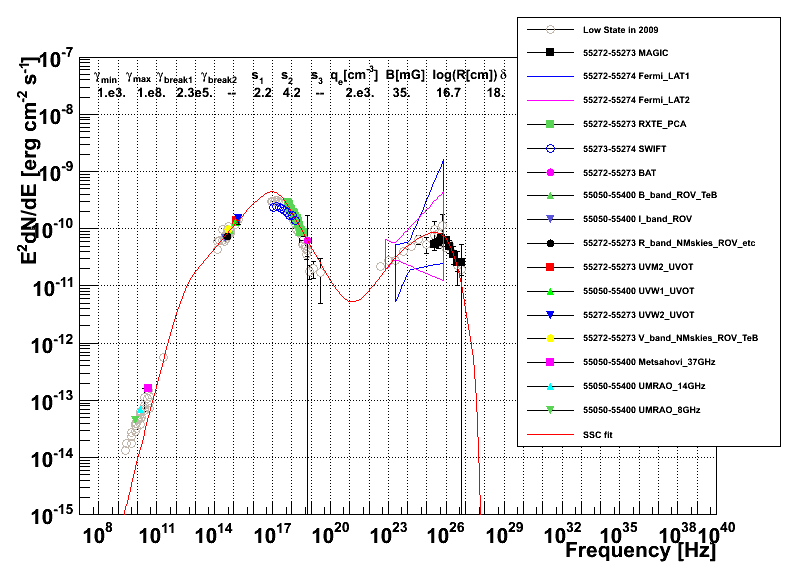 Low State in 2009
55272-55273 MAGIC
55272-55274 Fermi_LAT1
55272-55274 Fermi_LAT2
55272-55273 RXTE_PCA
55273-55274 SWIFT
55272-55273 BAT
55050-55400 B_band_ROV_TeB
55050-55400 I_band_ROV
55272-55273 R_band_NMskies_ROV_etc
55272-55273 UVM2_UVOT
55050-55400 UVW1_UVOT
55272-55273 UVW2_UVOT
55272-55273 V_band_NMskies_ROV_TeB
55050-55400 Metsahovi_37GHz
55050-55400 UMRAO_14GHz
55050-55400 UMRAO_8GHz
SSC fit
γmin γmax γbreak1 γbreak2 s1 s2 s3 qe[cm-3] B[mG] log(R[cm]) δ
1.e3. 1.e8. 2.3e5. -- 2.2 4.2 -- 2.e3. 35. 16.7 18.
E2dN/dE [erg cm-2 s-1]
10-7
10-8
10-9
10-10
10-11
10-12
10-13
10-14
10-15
108 1011 1014 1017 1020 1023 1026 1029 1032 1035 1038 1040
Frequency [Hz]